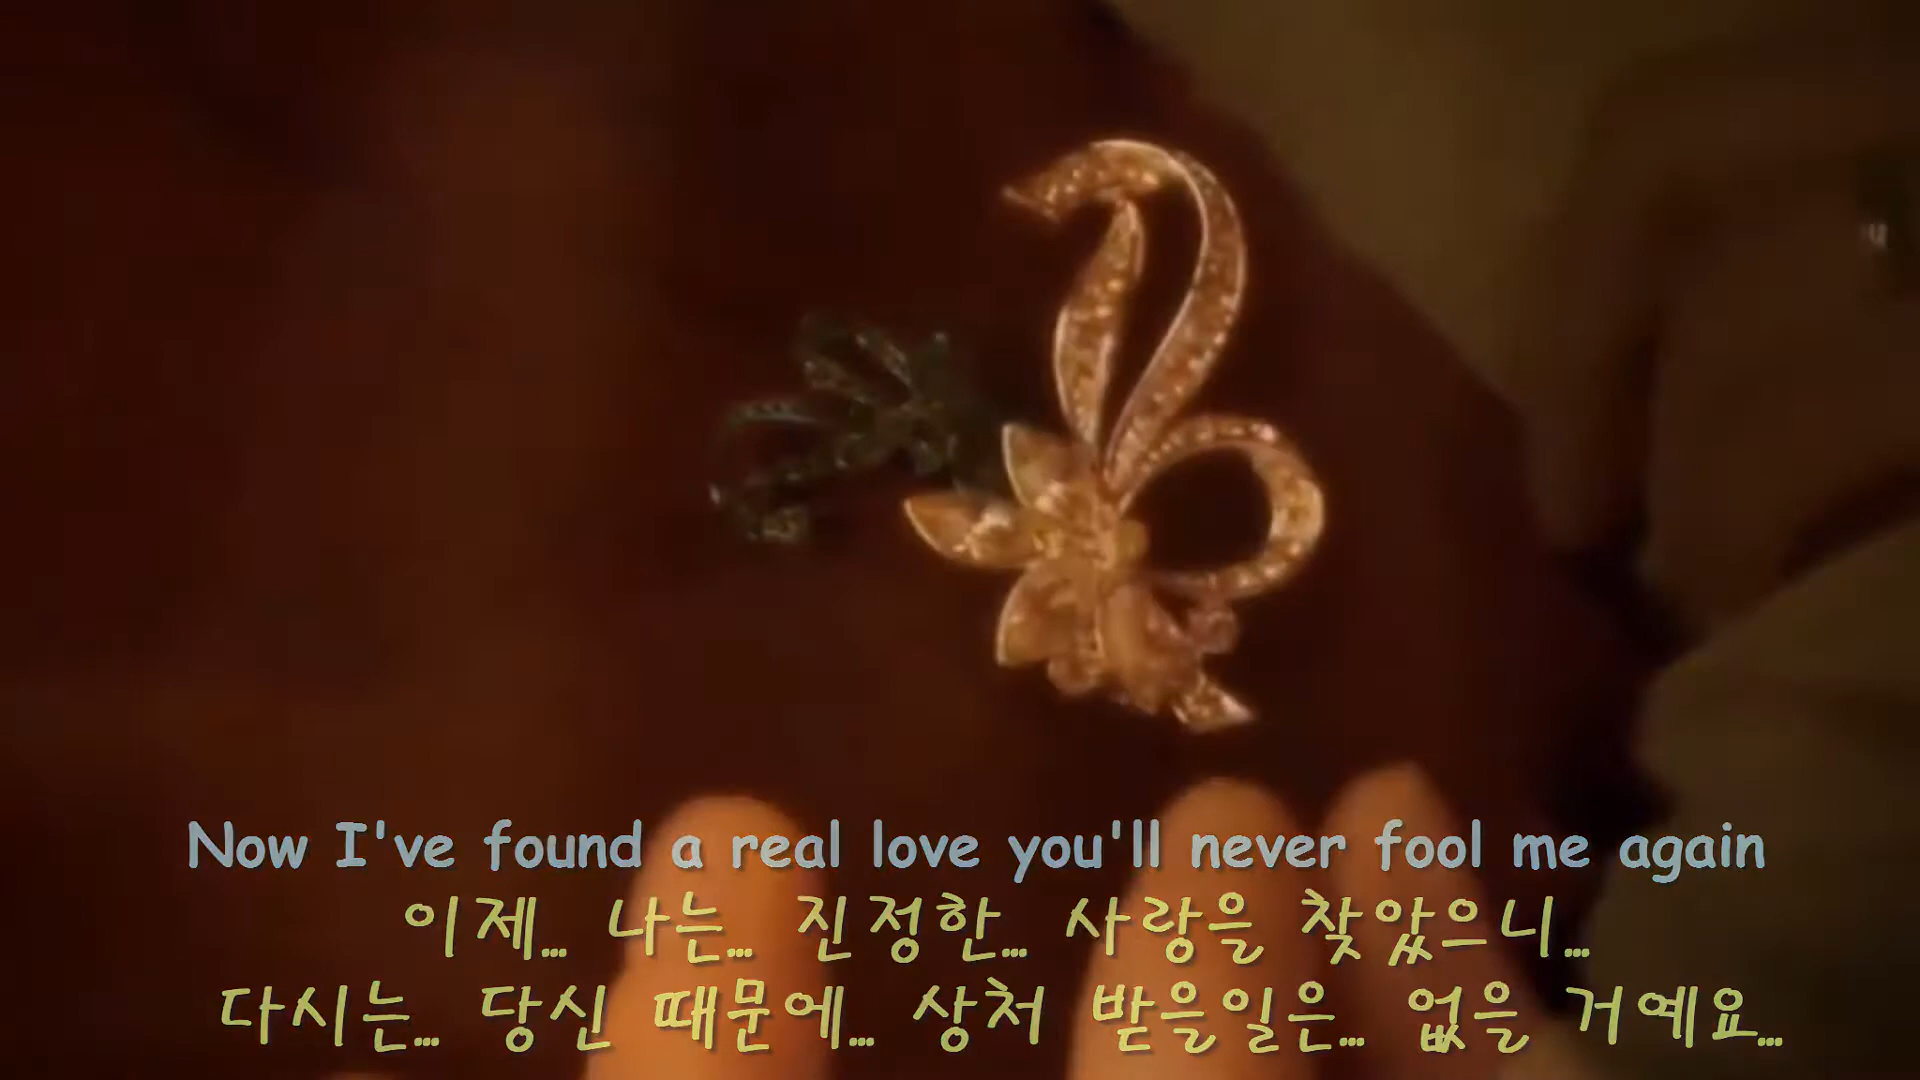 Now I've found a real love you'll never fool me again
이제... 나는... 진정한... 사랑을 찾았으니...
다시는... 당신 때문에... 상처 받을일은... 없을 거예요...